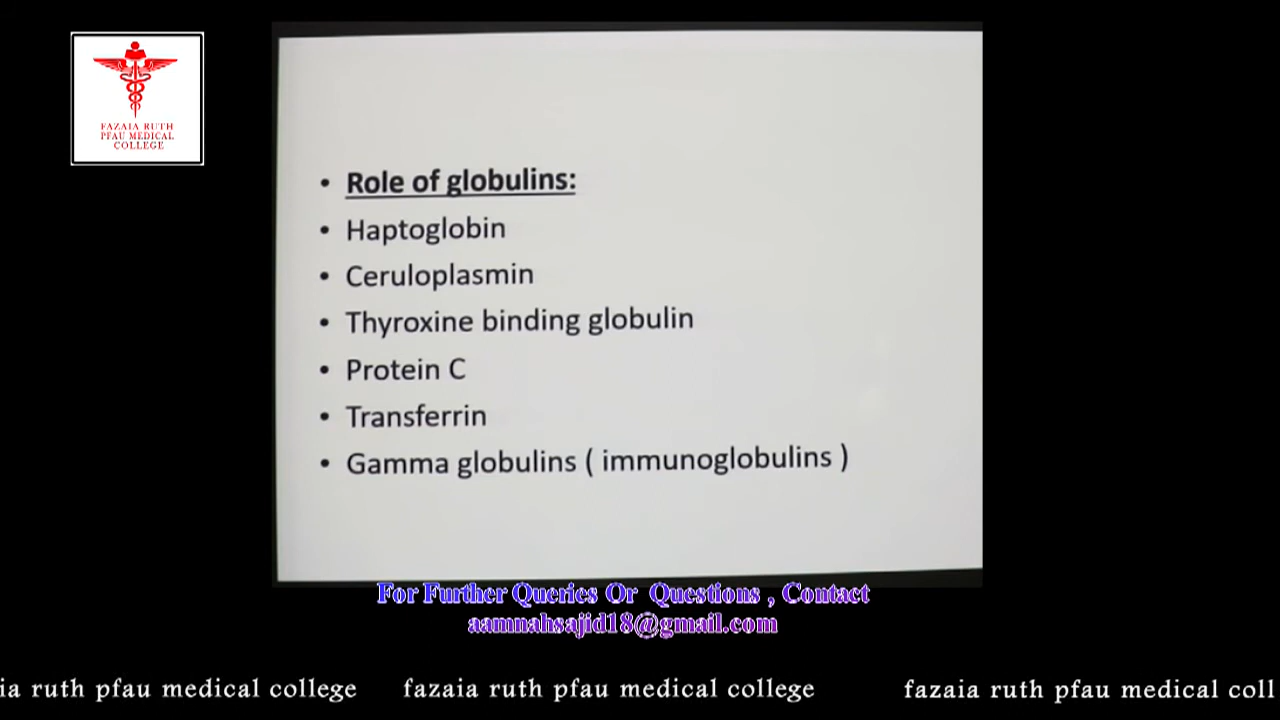 FAZAIA RUTH
PFAU MEDICAL
COLLEGE
• Role of globulins:
• Haptoglobin
• Ceruloplasmin
• Thyroxine binding globulin
• Protein C
• Transferrin
• Gamma globulins ( immunoglobulins )
For Further Queries Or Questions , Contact
aamnahsajid18@gmail.com
ia ruth pfau medical college fazaia ruth pfau medical college fazaia ruth pfau medical coll